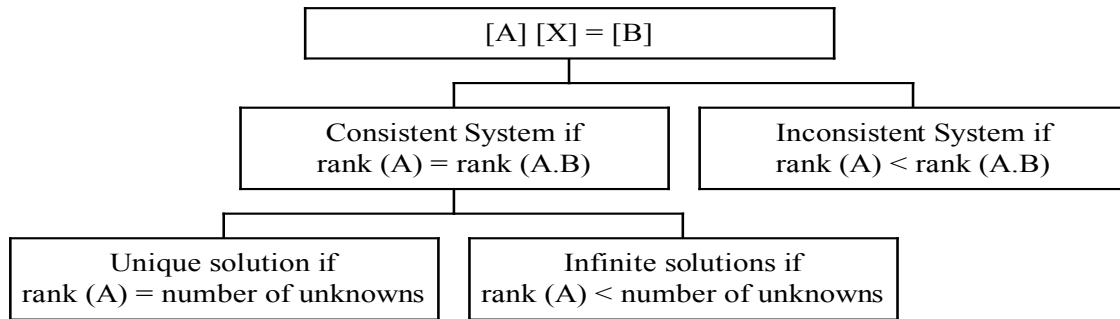 [A] [X] = [B]
Consistent System if
rank (A) = rank (A.B)
Inconsistent System if
rank (A) < rank (A.B)
Unique solution if
rank (A) = number of unknowns
Infinite solutions if
rank (A) < number of unknowns